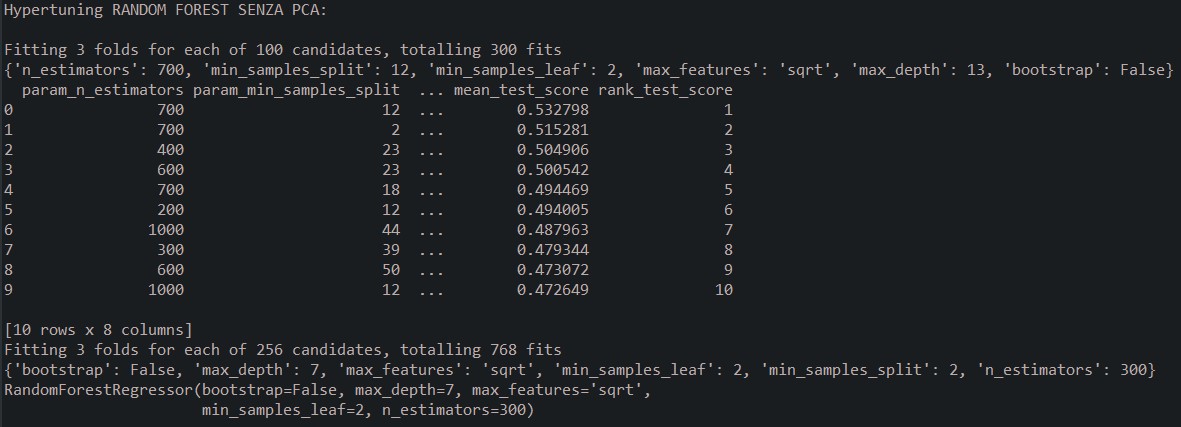 Hypertuning RANDOM FOREST SENZA PCA:
Fitting 3 folds for each of 100 candidates, totalling 300 fits
{'n_estimators': 700, 'min_samples_split': 12, 'min_samples_leaf': 2, 'max_features': 'sqrt', 'max_depth': 13, 'bootstrap': False}
param_n_estimators param_min_samples_split ... mean_test_score rank_test_score
0 700 12 ... 0.532798 1
1 700 2 ... 0.515281 2
2 400 23 ... 0.504906 3
3 600 23 ... 0.500542 4
4 700 18 ... 0.494469 5
5 200 12 ... 0.494005 6
6 1000 44 ... 0.487963 7
7 300 39 ... 0.479344 8
8 600 50 ... 0.473072 9
9 1000 12 ... 0.472649 10
[10 rows x 8 columns]
Fitting 3 folds for each of 256 candidates, totalling 768 fits
{'bootstrap': False, 'max_depth': 7, 'max_features': 'sqrt', 'min_samples_leaf': 2, 'min_samples_split': 2, 'n_estimators': 300}
RandomForestRegressor(bootstrap=False, max_depth=7, max_features='sqrt',
min_samples_leaf=2, n_estimators=300)